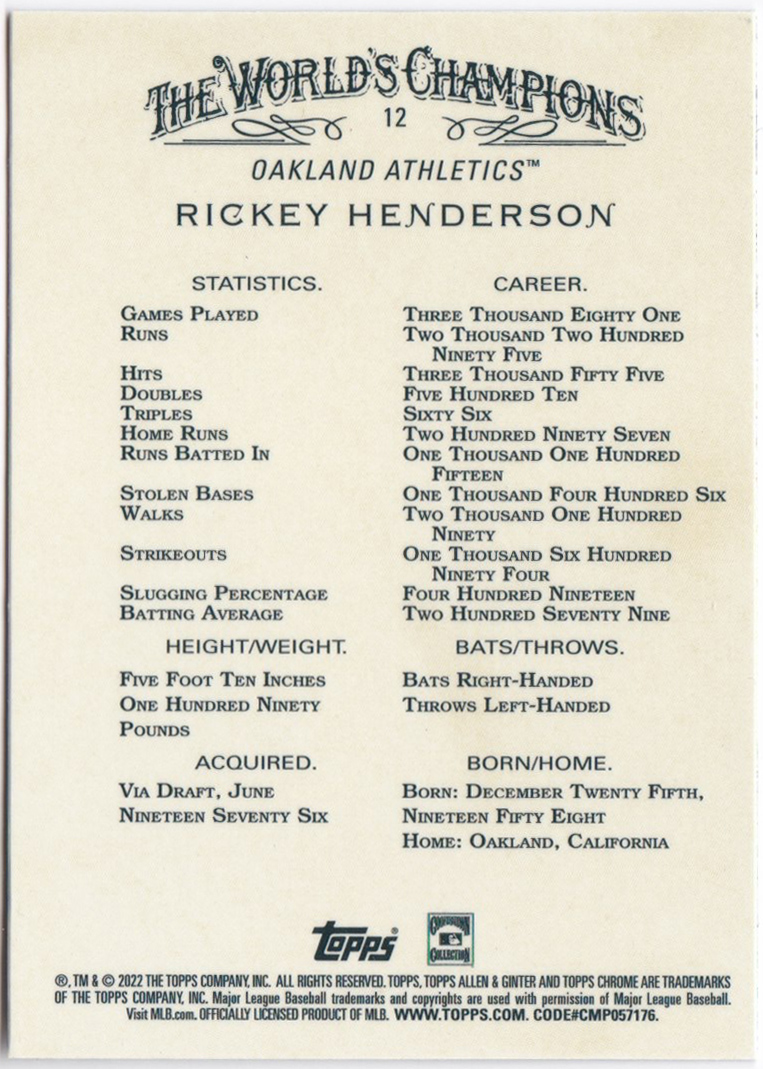 THE WORLD'S CHAMPIONS
12
OAKLAND ATHLETICS™
RICKEY HENDERSON
STATISTICS. CAREER.
GAMES PLAYED THREE THOUSAND EIGHTY ONE
RUNS TWO THOUSAND TWO HUNDRED
NINETY FIVE
HITS THREE THOUSAND FIFTY FIVE
DOUBLES FIVE HUNDRED TEN
TRIPLES SIXTY SIX
HOME RUNS TWO HUNDRED NINETY SEVEN
RUNS BATTED IN ONE THOUSAND ONE HUNDRED
FIFTEEN
STOLEN BASES ONE THOUSAND FOUR HUNDRED SIX
WALKS TWO THOUSAND ONE HUNDRED
NINETY
STRIKEOUTS ONE THOUSAND SIX HUNDRED
NINETY FOUR
SLUGGING PERCENTAGE FOUR HUNDRED NINETEEN
BATTING AVERAGE TWO HUNDRED SEVENTY NINE
HEIGHT/WEIGHT. BATS/THROWS.
FIVE FOOT TEN INCHES BATS RIGHT-HANDED
ONE HUNDRED NINETY THROWS LEFT-HANDED
POUNDS
ACQUIRED. BORN/HOME.
VIA DRAFT, JUNE BORN: DECEMBER TWENTY FIFTH,
NINETEEN SEVENTY SIX NINETEEN FIFTY EIGHT
HOME: OAKLAND, CALIFORNIA
topps®
COOPERSTOWN
COLLECTION
®, TM & © 2022 THE TOPPS COMPANY, INC. ALL RIGHTS RESERVED. TOPPS, TOPPS ALLEN & GINTER AND TOPPS CHROME ARE TRADEMARKS
OF THE TOPPS COMPANY, INC. Major League Baseball trademarks and copyrights are used with permission of Major League Baseball.
Visit MLB.com. OFFICIALLY LICENSED PRODUCT OF MLB. WWW.TOPPS.COM. CODE#CMP057176.